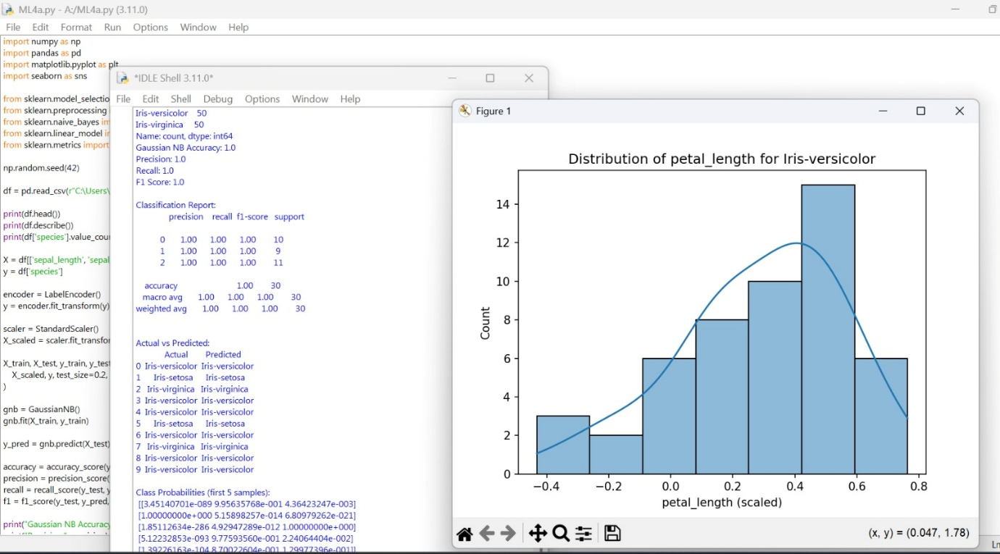 ML4a.py - A:/ML4a.py (3.11.0)
File Edit Format Run Options Window Help
import numpy as np
import pandas as pd
import matplotlib.pyplot as plt
import seaborn as sns
from sklearn.model_selectio
from sklearn.preprocessing
from sklearn.naive_bayes im
from sklearn.linear_model
from sklearn.metrics import
np.random.seed(42)
df = pd.read_csv(r"C:\Users\
print(df.head())
print(df.describe())
print(df['species'].value_cou
X = df[['sepal_length', 'sepal
y = df['species']
encoder = LabelEncoder()
y = encoder.fit_transform(y)
scaler = StandardScaler()
X_scaled = scaler.fit_transfo
X_train, X_test, y_train, y_test
X_scaled, y, test_size=0.2,
)
gnb = GaussianNB()
gnb.fit(X_train, y_train)
y_pred = gnb.predict(X_test)
accuracy = accuracy_score(y
precision = precision_score(
recall = recall_score(y_test, y
f1 = f1_score(y_test, y_pred,
print("Gaussian NB Accuracy
*IDLE Shell 3.11.0*
File Edit Shell Debug Options Window Help
Iris-versicolor 50
Iris-virginica 50
Name: count, dtype: int64
Gaussian NB Accuracy: 1.0
Precision: 1.0
Recall: 1.0
F1 Score: 1.0
Classification Report:
precision recall f1-score support
0 1.00 1.00 1.00 10
1 1.00 1.00 1.00 9
2 1.00 1.00 1.00 11
accuracy 1.00 30
macro avg 1.00 1.00 1.00 30
weighted avg 1.00 1.00 1.00 30
Actual vs Predicted:
Actual Predicted
0 Iris-versicolor Iris-versicolor
1 Iris-setosa Iris-setosa
2 Iris-virginica Iris-virginica
3 Iris-versicolor Iris-versicolor
4 Iris-versicolor Iris-versicolor
5 Iris-setosa Iris-setosa
6 Iris-versicolor Iris-versicolor
7 Iris-virginica Iris-virginica
8 Iris-versicolor Iris-versicolor
9 Iris-versicolor Iris-versicolor
Class Probabilities (first 5 samples):
[[3.45140701e-089 9.95635768e-001 4.36423247e-003]
[1.00000000e+000 5.15898257e-014 6.80979262e-021]
[1.85112634e-286 4.92947289e-012 1.00000000e+000]
[5.12232853e-093 9.77593560e-001 2.24064404e-002]
[1.39226163e-104 8.70022604e-001 1.29977396e-001]]
Figure 1
Distribution of petal_length for Iris-versicolor
Count
14
12
10
8
6
4
2
0
−0.4 −0.2 0.0 0.2 0.4 0.6 0.8
petal_length (scaled)
(x, y) = (0.047, 1.78)
Ln